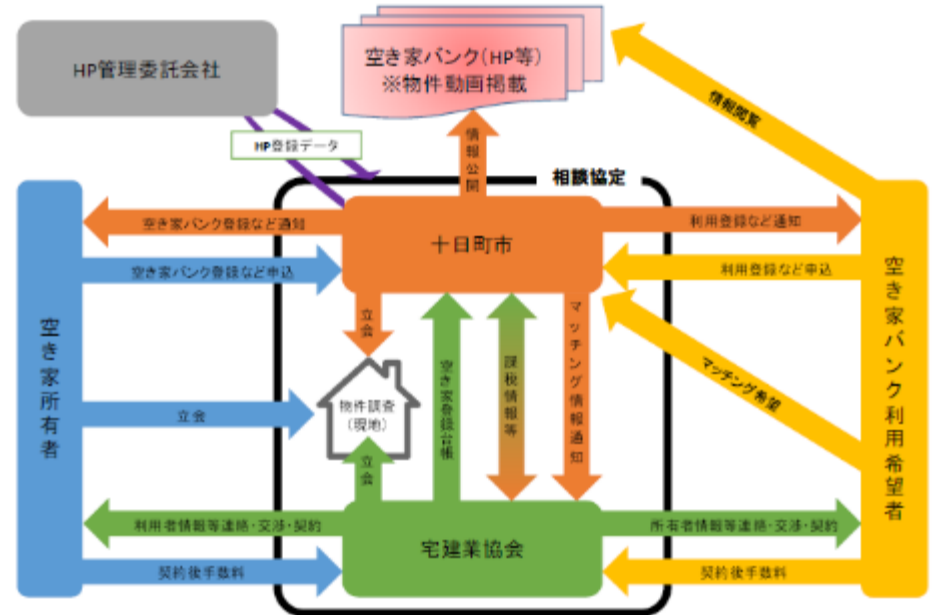 HP管理委託会社
空き家バンク(HP等)
※物件動画掲載
情報閲覧
HP登録データ
情報公開
相談協定
空き家バンク登録など通知
十日町市
利用登録など通知
空き家バンク登録など申込
利用登録など申込
空き家所有者
空き家バンク利用希望者
立会
物件調査
(現地)
立会
立会
空き家登録台帳
課税情報等
マッチング情報通知
マッチング希望
利用者情報等連絡・交渉・契約
宅建業協会
所有者情報等連絡・交渉・契約
契約後手数料
契約後手数料